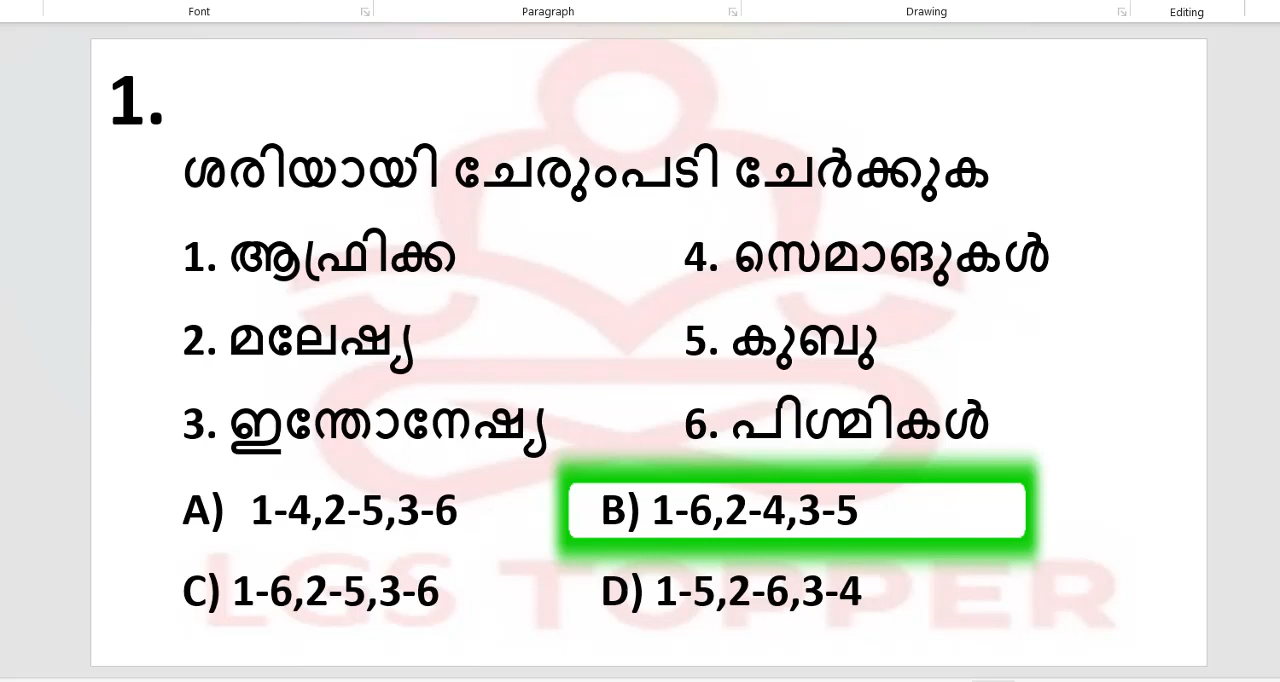 Font Paragraph Drawing Editing
1.
ശരിയായി ചേരുംപടി ചേർക്കുക
1. ആഫ്രിക്ക 4. സെമാങുകൾ
2. മലേഷ്യ 5. കുബു
3. ഇന്തോനേഷ്യ 6. പിഗ്മികൾ
A) 1-4,2-5,3-6 B) 1-6,2-4,3-5
C) 1-6,2-5,3-6 D) 1-5,2-6,3-4
LGS TOPPER